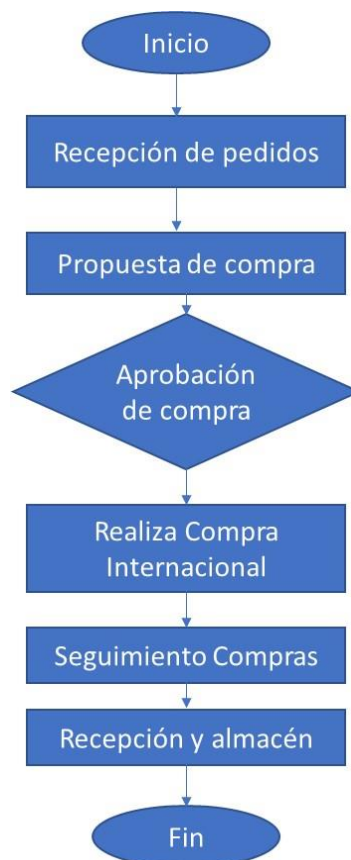 Inicio
Recepción de pedidos
Propuesta de compra
Aprobación
de compra
Realiza Compra
Internacional
Seguimiento Compras
Recepción y almacén
Fin